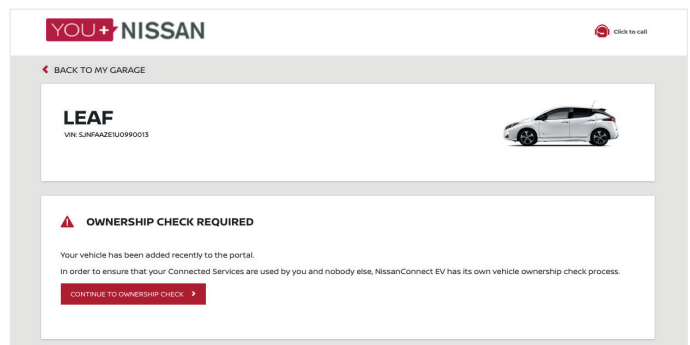 YOU+ NISSAN
Click to call
BACK TO MY GARAGE
LEAF
VIN: SJNFAAZE1U0990013
OWNERSHIP CHECK REQUIRED
Your vehicle has been added recently to the portal.
In order to ensure that your Connected Services are used by you and nobody else, NissanConnect EV has its own vehicle ownership check process.
CONTINUE TO OWNERSHIP CHECK